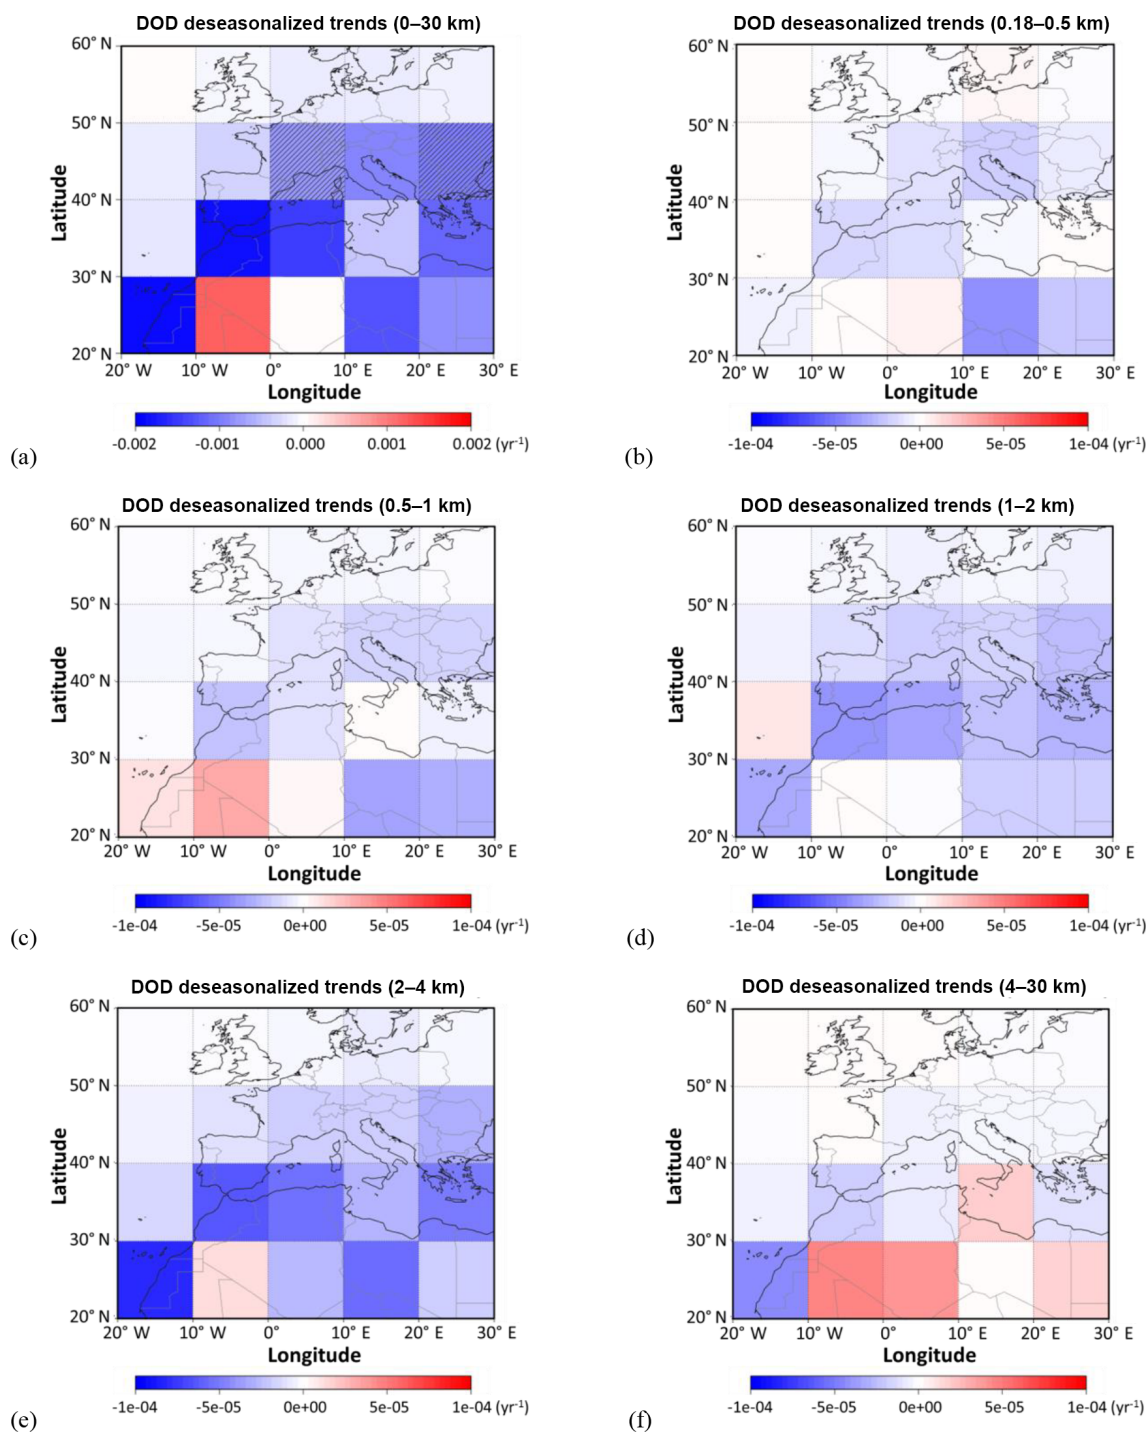 DOD deseasonalized trends (0–30 km)
60° N
50° N
40° N
30° N
20° N
Latitude
20° W
10° W
0°
10° E
20° E
30° E
Longitude
-0.002
-0.001
0.000
0.001
0.002 (yr-1)
(a)
DOD deseasonalized trends (0.18–0.5 km)
60° N
50° N
40° N
30° N
20° N
Latitude
20° W
10° W
0°
10° E
20° E
30° E
Longitude
-1e-04
-5e-05
0e+00
5e-05
1e-04 (yr-1)
(b)
DOD deseasonalized trends (0.5–1 km)
60° N
50° N
40° N
30° N
20° N
Latitude
20° W
10° W
0°
10° E
20° E
30° E
Longitude
-1e-04
-5e-05
0e+00
5e-05
1e-04 (yr-1)
(c)
DOD deseasonalized trends (1–2 km)
60° N
50° N
40° N
30° N
20° N
Latitude
20° W
10° W
0°
10° E
20° E
30° E
Longitude
-1e-04
-5e-05
0e+00
5e-05
1e-04 (yr-1)
(d)
DOD deseasonalized trends (2–4 km)
60° N
50° N
40° N
30° N
20° N
Latitude
20° W
10° W
0°
10° E
20° E
30° E
Longitude
-1e-04
-5e-05
0e+00
5e-05
1e-04 (yr-1)
(e)
DOD deseasonalized trends (4–30 km)
60° N
50° N
40° N
30° N
20° N
Latitude
20° W
10° W
0°
10° E
20° E
30° E
Longitude
-1e-04
-5e-05
0e+00
5e-05
1e-04 (yr-1)
(f)